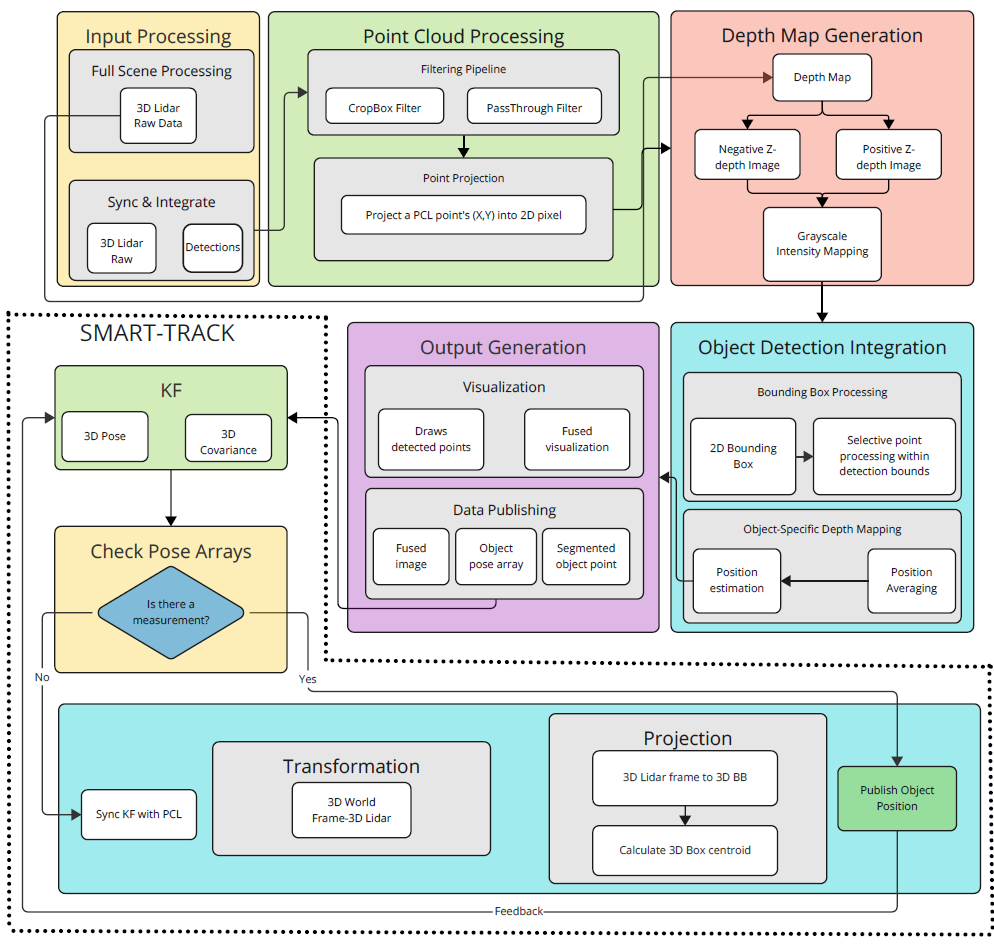 Input Processing
Full Scene Processing
3D Lidar
Raw Data
Sync & Integrate
3D Lidar
Raw
Detections
Point Cloud Processing
Filtering Pipeline
CropBox Filter
PassThrough Filter
Point Projection
Project a PCL point's (X,Y) into 2D pixel
Depth Map Generation
Depth Map
Negative Z-
depth Image
Positive Z-
depth Image
Grayscale
Intensity Mapping
Object Detection Integration
Bounding Box Processing
2D Bounding
Box
Selective point
processing within
detection bounds
Object-Specific Depth Mapping
Position
estimation
Position
Averaging
Output Generation
Visualization
Draws
detected points
Fused
visualization
Data Publishing
Fused
image
Object
pose array
Segmented
object point
SMART-TRACK
KF
3D Pose
3D
Covariance
Check Pose Arrays
Is there a
measurement?
No
Yes
Sync KF with PCL
Transformation
3D World
Frame-3D Lidar
Projection
3D Lidar frame to 3D BB
Calculate 3D Box centroid
Publish Object
Position
Feedback